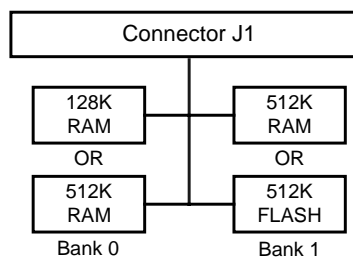 Connector J1
128K
RAM
512K
RAM
OR
OR
512K
RAM
512K
FLASH
Bank 0
Bank 1